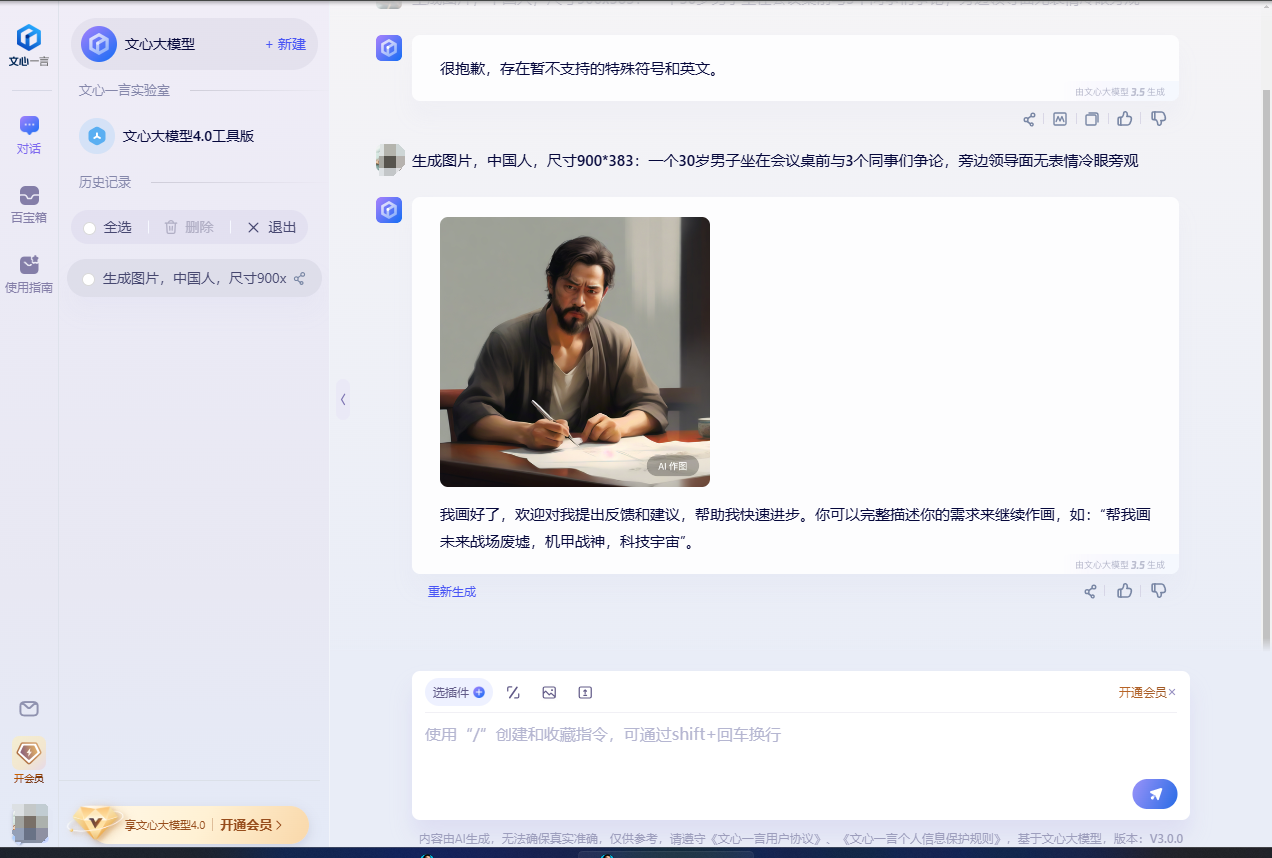 文心一言
对话
百宝箱
使用指南
开会员
文心大模型
+ 新建
文心一言实验室
文心大模型4.0工具版
历史记录
全选
删除
退出
生成图片，中国人，尺寸900x
享文心大模型4.0
开通会员 >
很抱歉，存在暂不支持的特殊符号和英文。
由文心大模型 3.5 生成
生成图片，中国人，尺寸900*383：一个30岁男子坐在会议桌前与3个同事们争论，旁边领导面无表情冷眼旁观
AI 作图
我画好了，欢迎对我提出反馈和建议，帮助我快速进步。你可以完整描述你的需求来继续作画，如：“帮我画
未来战场废墟，机甲战神，科技宇宙”。
由文心大模型 3.5 生成
重新生成
选插件
开通会员×
使用“/”创建和收藏指令，可通过shift+回车换行
内容由AI生成，无法确保真实准确，仅供参考，请遵守《文心一言用户协议》、《文心一言个人信息保护规则》，基于文心大模型，版本：V3.0.0